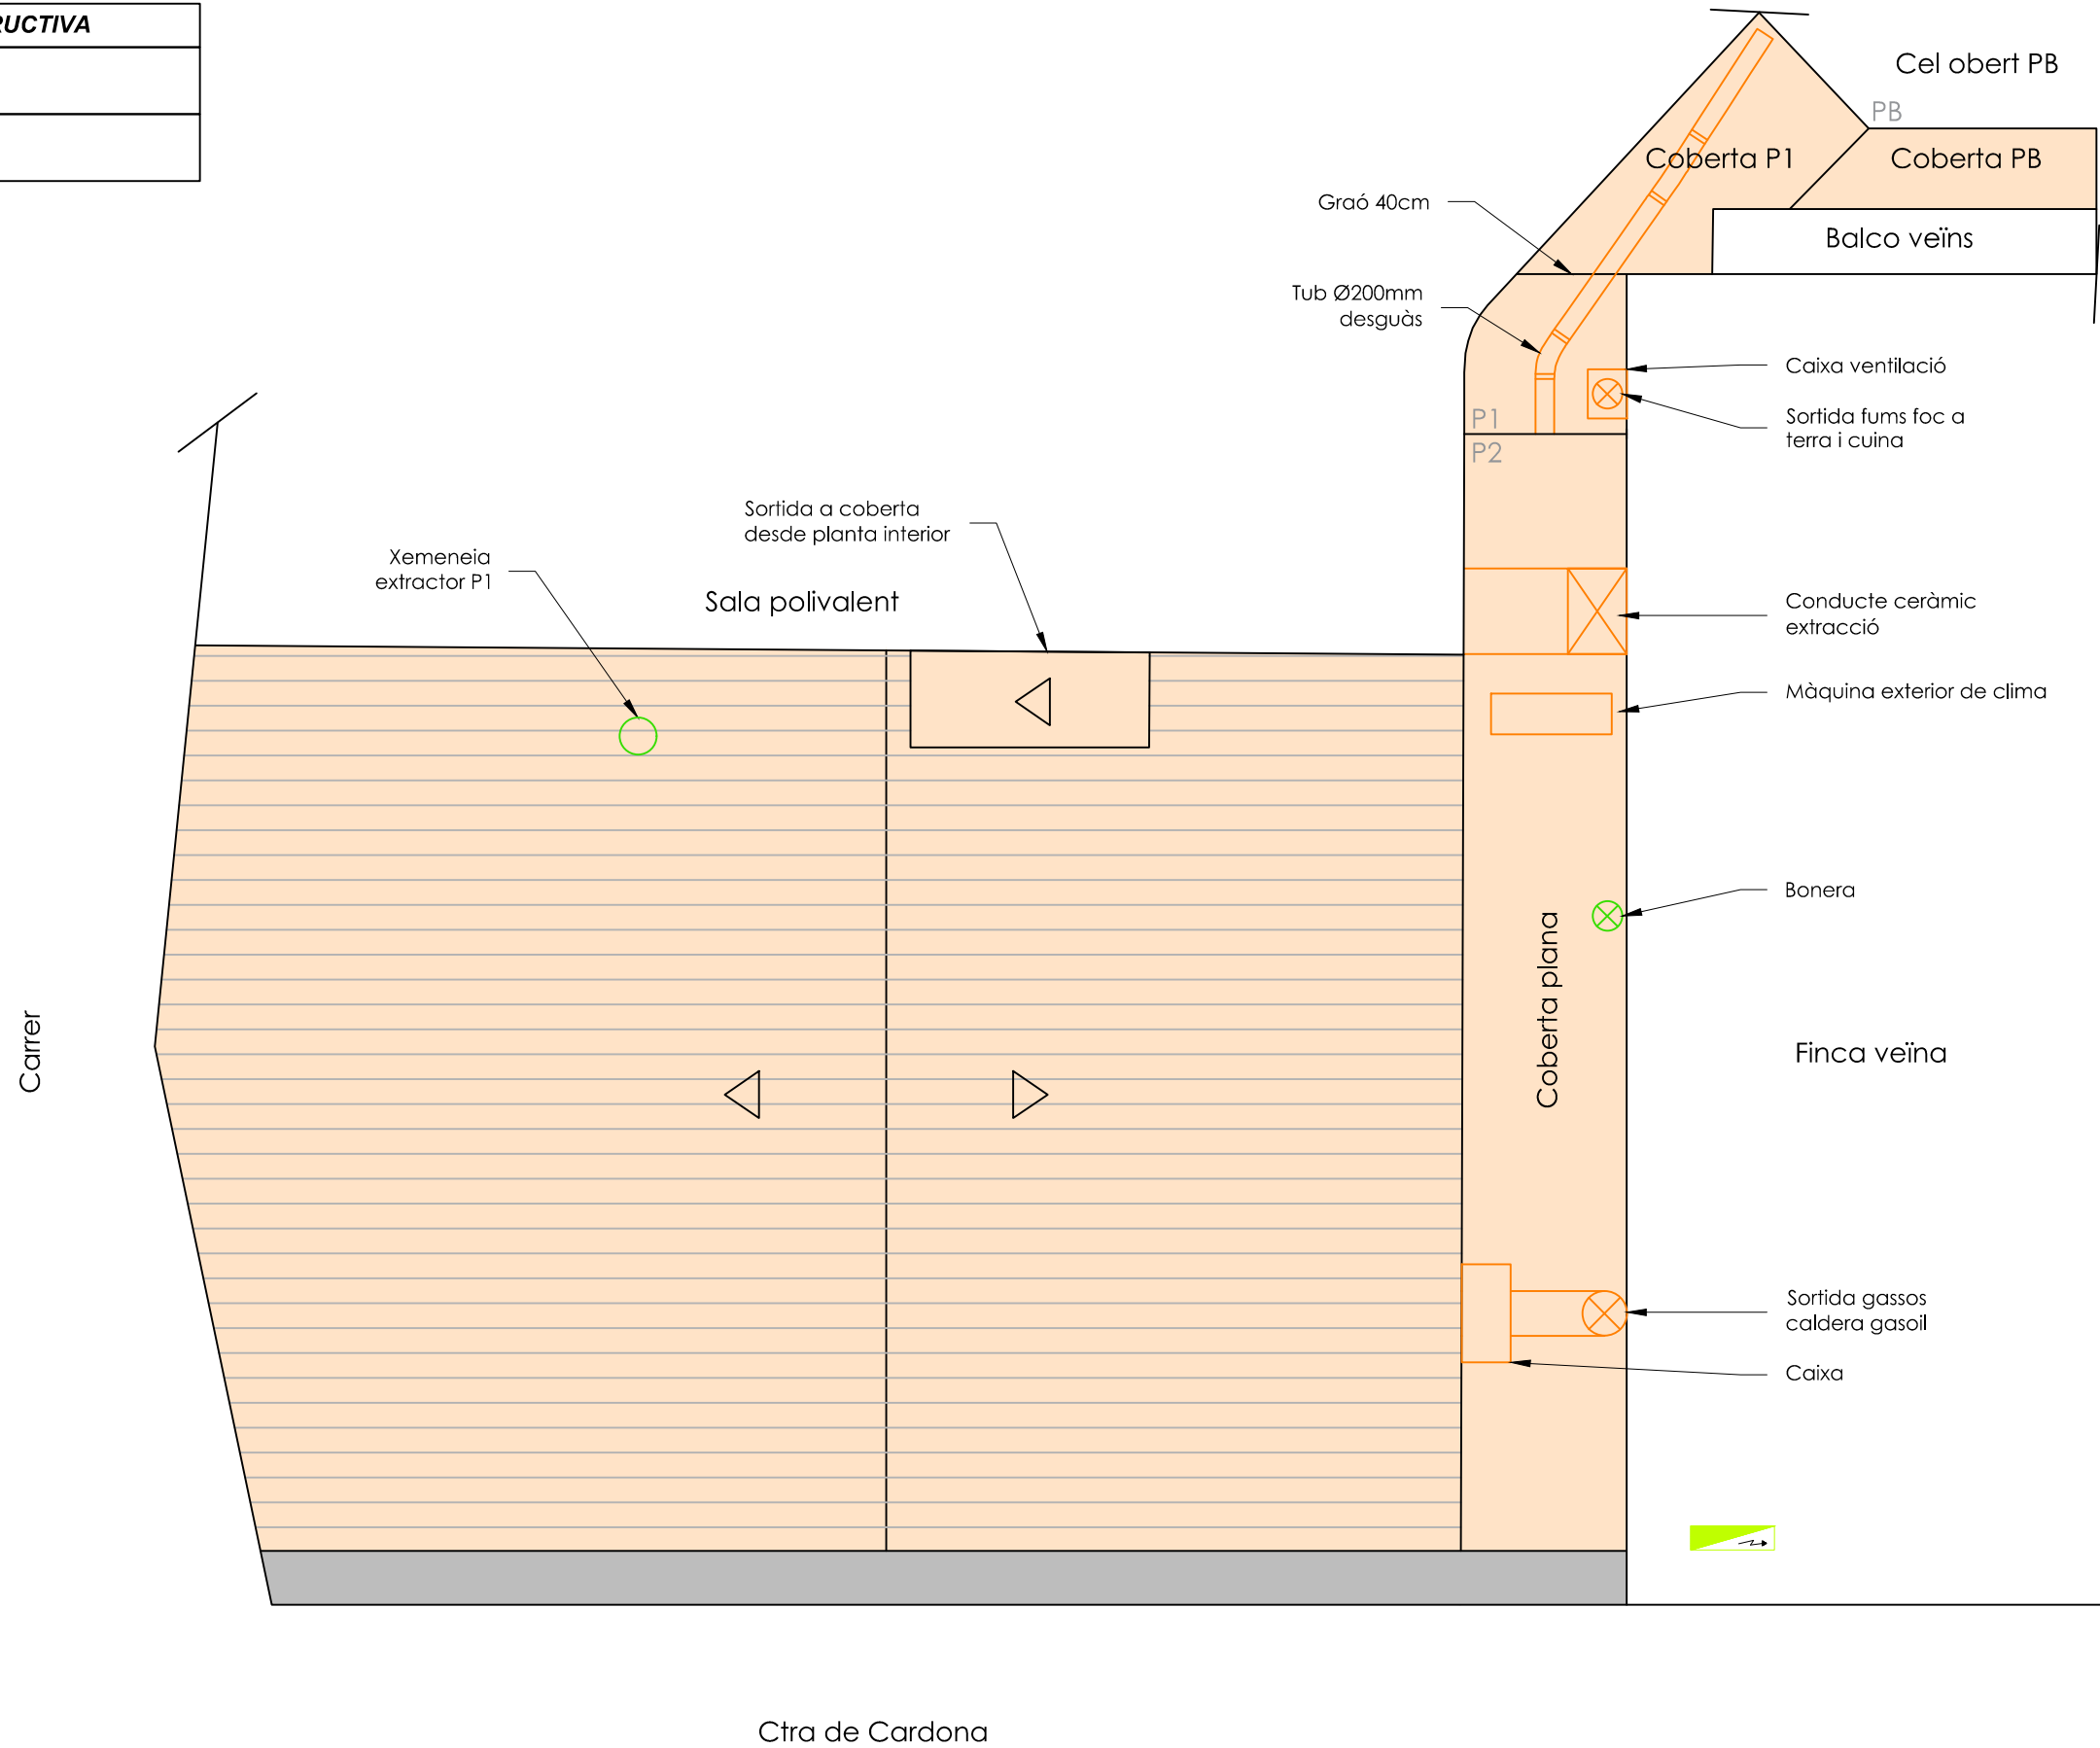 Cel obert PB
PB
Coberta P1
Coberta PB
Graó 40cm
Balco veïns
Tub Ø200mm
desguàs
Caixa ventilació
Sortida fums foc a
terra i cuina
P1
P2
Sortida a coberta
desde planta interior
Xemeneia
extractor P1
Sala polivalent
Conducte ceràmic
extracció
Màquina exterior de clima
Bonera
Coberta plana
Carrer
Finca veïna
Sortida gassos
caldera gasoil
Caixa
Ctra de Cardona